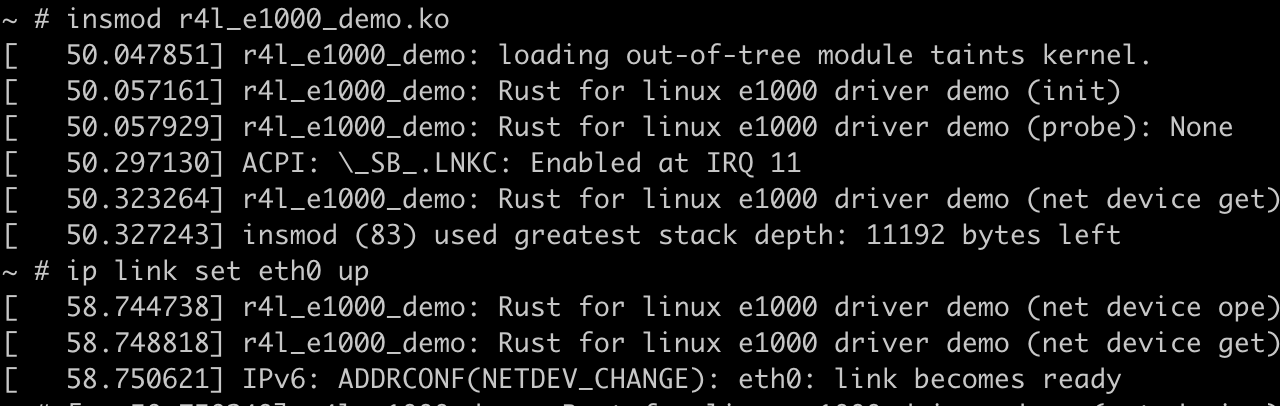 ~ # insmod r4l_e1000_demo.ko
[   50.047851] r4l_e1000_demo: loading out-of-tree module taints kernel.
[   50.057161] r4l_e1000_demo: Rust for linux e1000 driver demo (init)
[   50.057929] r4l_e1000_demo: Rust for linux e1000 driver demo (probe): None
[   50.297130] ACPI: \_SB_.LNKC: Enabled at IRQ 11
[   50.323264] r4l_e1000_demo: Rust for linux e1000 driver demo (net device get)
[   50.327243] insmod (83) used greatest stack depth: 11192 bytes left
~ # ip link set eth0 up
[   58.744738] r4l_e1000_demo: Rust for linux e1000 driver demo (net device ope)
[   58.748818] r4l_e1000_demo: Rust for linux e1000 driver demo (net device get)
[   58.750621] IPv6: ADDRCONF(NETDEV_CHANGE): eth0: link becomes ready